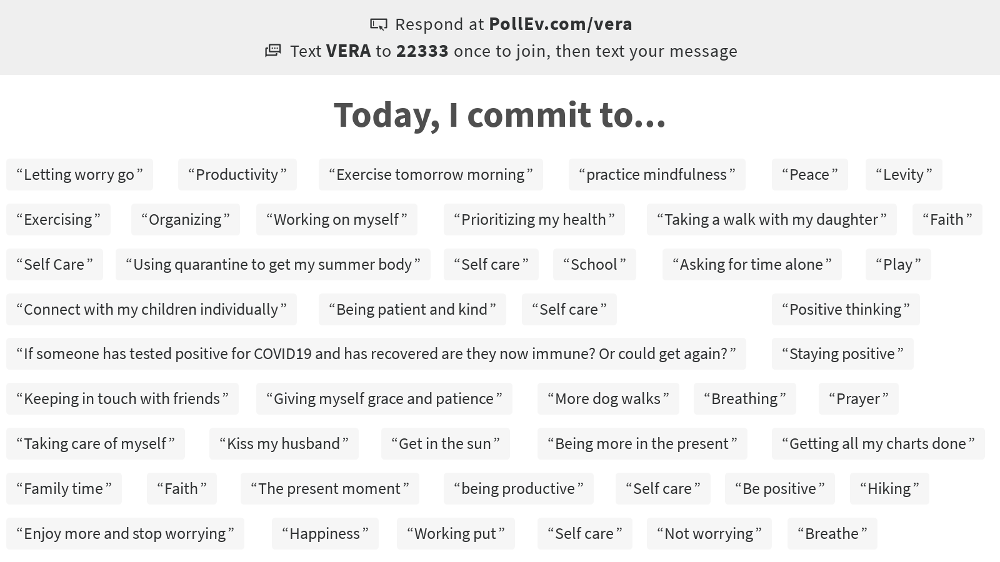 Respond at PollEv.com/vera
Text VERA to 22333 once to join, then text your message
Today, I commit to...
“Letting worry go” “Productivity” “Exercise tomorrow morning” “practice mindfulness” “Peace” “Levity”
“Exercising” “Organizing” “Working on myself” “Prioritizing my health” “Taking a walk with my daughter” “Faith”
“Self Care” “Using quarantine to get my summer body” “Self care” “School” “Asking for time alone” “Play”
“Connect with my children individually” “Being patient and kind” “Self care” “Positive thinking”
“If someone has tested positive for COVID19 and has recovered are they now immune? Or could get again?” “Staying positive”
“Keeping in touch with friends” “Giving myself grace and patience” “More dog walks” “Breathing” “Prayer”
“Taking care of myself” “Kiss my husband” “Get in the sun” “Being more in the present” “Getting all my charts done”
“Family time” “Faith” “The present moment” “being productive” “Self care” “Be positive” “Hiking”
“Enjoy more and stop worrying” “Happiness” “Working put” “Self care” “Not worrying” “Breathe”